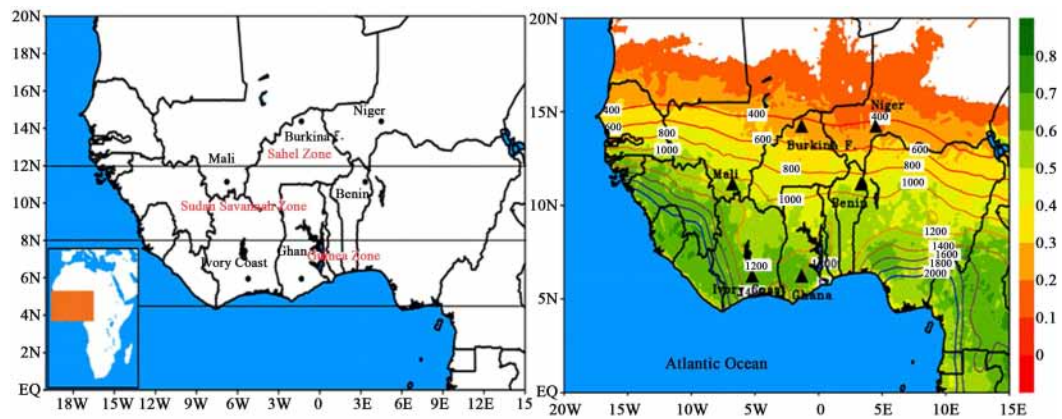 20N
18N
16N
14N
12N
10N
8N
6N
4N
2N
EQ
18W 15W 12W 9W 6W 3W 0 3E 6E 9E 12E 15
Niger
Burkina f.
Sahel Zone
Mali
Benin
Sudan Savannah Zone
Ghan
Guinea Zone
Ivory Coast
20N
15N
10N
5N
EQ
20W 15W 10W 5W 0 5E 10E 15E
400 400 Niger
400
600 600
800 600
1000 Burkina F.
800 800
Mali 1000
1000 Benin
1200
1400
1600
1200 1800
2000
Ivory Coast Ghana
Atlantic Ocean
0.8
0.7
0.6
0.5
0.4
0.3
0.2
0.1
0